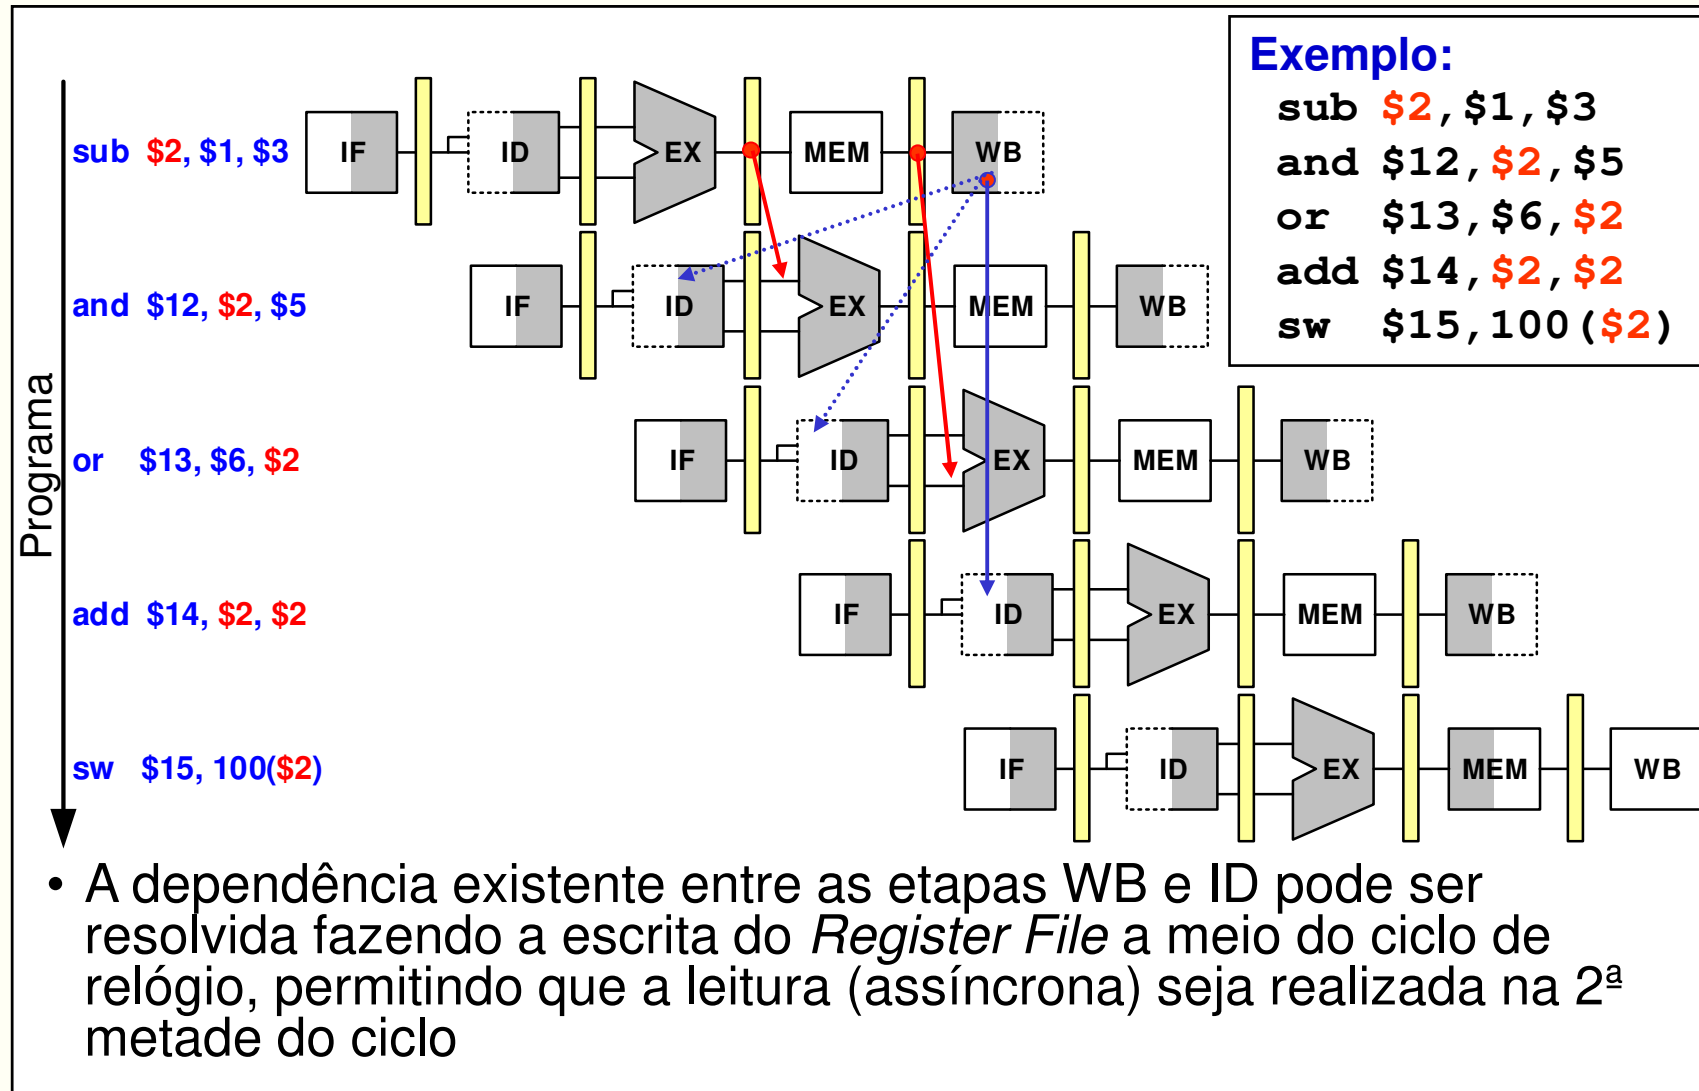 Exemplo:
sub $2,$1,$3
and $12,$2,$5
or $13,$6,$2
add $14,$2,$2
sw $15,100($2)
Programa
sub $2, $1, $3
IF ID EX MEM WB
and $12, $2, $5
IF ID EX MEM WB
or $13, $6, $2
IF ID EX MEM WB
add $14, $2, $2
IF ID EX MEM WB
sw $15, 100($2)
IF ID EX MEM WB
• A dependência existente entre as etapas WB e ID pode ser
resolvida fazendo a escrita do Register File a meio do ciclo de
relógio, permitindo que a leitura (assíncrona) seja realizada na 2ª
metade do ciclo